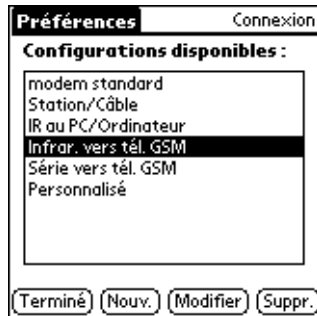 Préférences Connexion
Configurations disponibles :
modem standard
Station/Câble
IR au PC/Ordinateur
Infrar. vers tél. GSM
Série vers tél. GSM
Personnalisé
Terminé Nouv. Modifier Suppr.